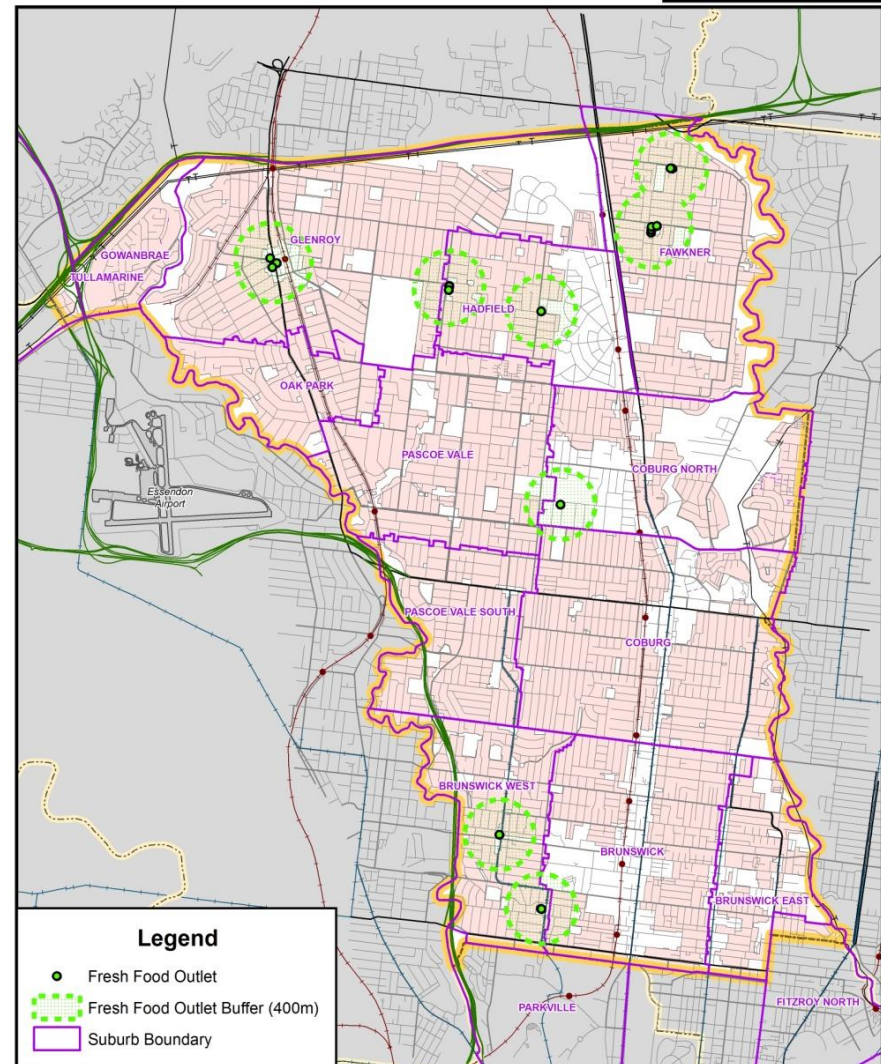 GLENROY
GOWANBRAE
TULLAMARINE
FAWKNER
HADFIELD
OAK PARK
PASCOE VALE
COBURG NORTH
Essendon
Airport
PASCOE VALE SOUTH
COBURG
BRUNSWICK WEST
BRUNSWICK
BRUNSWICK EAST
PARKVILLE
FITZROY NORTH
Legend
Fresh Food Outlet
Fresh Food Outlet Buffer (400m)
Suburb Boundary